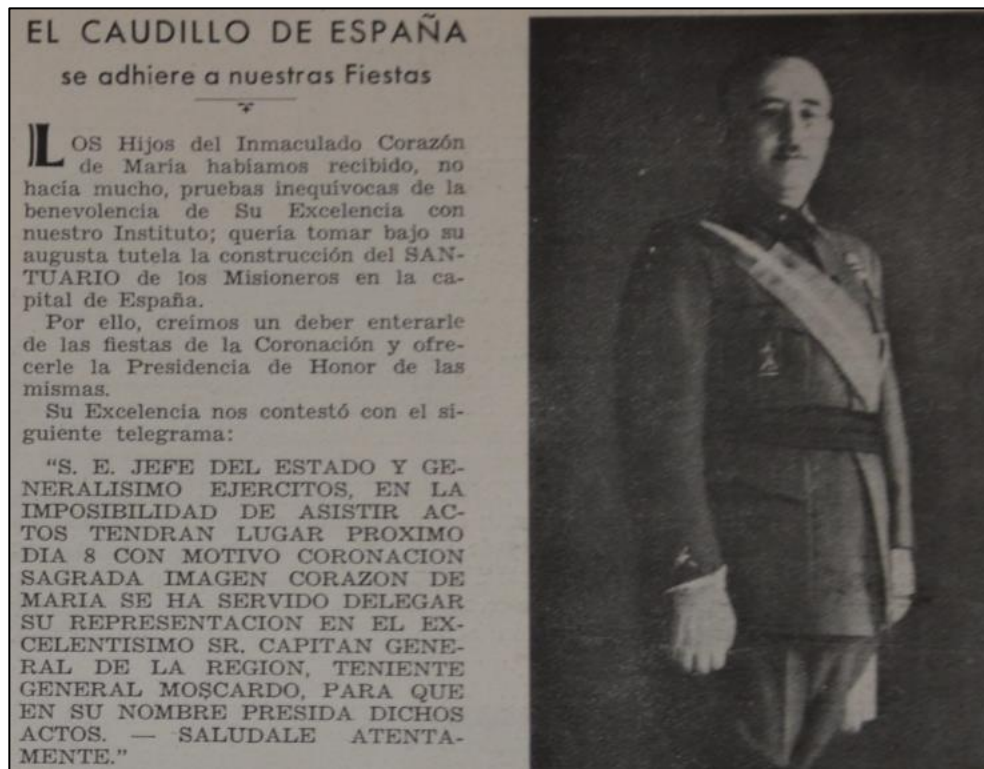 EL CAUDILLO DE ESPAÑA
se adhiere a nuestras Fiestas
LOS Hijos del Inmaculado Corazón
de María habíamos recibido, no
hacía mucho, pruebas inequívocas de la
benevolencia de Su Excelencia con
nuestro Instituto; quería tomar bajo su
augusta tutela la construcción del SAN-
TUARIO de los Misioneros en la ca-
pital de España.
Por ello, creímos un deber enterarle
de las fiestas de la Coronación y ofre-
cerle la Presidencia de Honor de las
mismas.
Su Excelencia nos contestó con el si-
guiente telegrama:
"S. E. JEFE DEL ESTADO Y GE-
NERALISIMO EJERCITOS, EN LA
IMPOSIBILIDAD DE ASISTIR AC-
TOS TENDRAN LUGAR PROXIMO
DIA 8 CON MOTIVO CORONACION
SAGRADA IMAGEN CORAZON DE
MARIA SE HA SERVIDO DELEGAR
SU REPRESENTACION EN EL EX-
CELENTISIMO SR. CAPITAN GENE-
RAL DE LA REGION, TENIENTE
GENERAL MOSCARDO, PARA QUE
EN SU NOMBRE PRESIDA DICHOS
ACTOS. — SALUDALE ATENTA-
MENTE."